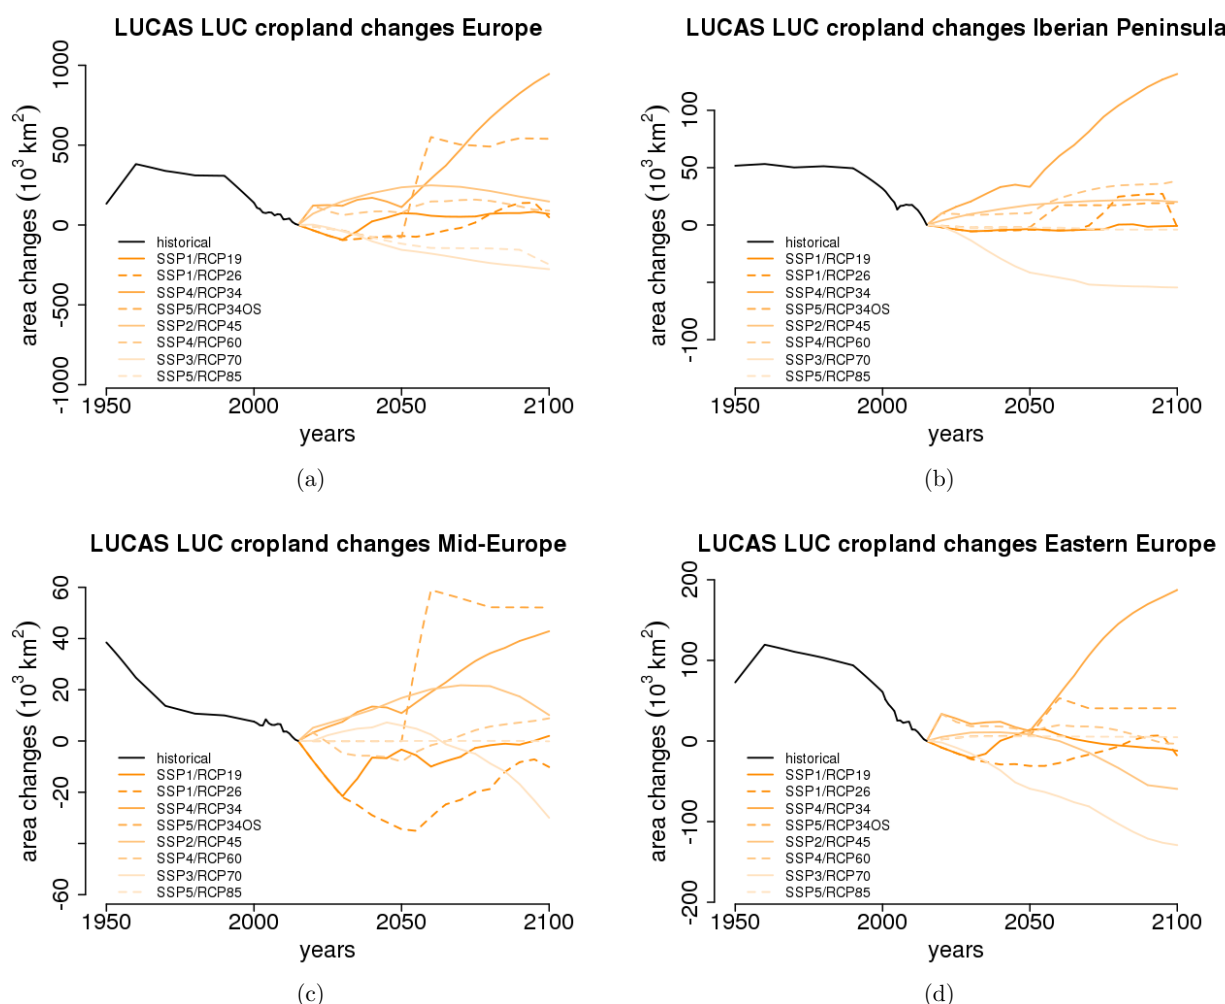 LUCAS LUC cropland changes Europe
area changes (10³ km²)
1000
500
0
-500
-1000
historical
SSP1/RCP19
SSP1/RCP26
SSP4/RCP34
SSP5/RCP34OS
SSP2/RCP45
SSP4/RCP60
SSP3/RCP70
SSP5/RCP85
1950 2000 2050 2100
years
(a)
LUCAS LUC cropland changes Iberian Peninsula
area changes (10³ km²)
100
50
0
-100
historical
SSP1/RCP19
SSP1/RCP26
SSP4/RCP34
SSP5/RCP34OS
SSP2/RCP45
SSP4/RCP60
SSP3/RCP70
SSP5/RCP85
1950 2000 2050 2100
years
(b)
LUCAS LUC cropland changes Mid-Europe
area changes (10³ km²)
60
40
20
0
-20
-60
historical
SSP1/RCP19
SSP1/RCP26
SSP4/RCP34
SSP5/RCP34OS
SSP2/RCP45
SSP4/RCP60
SSP3/RCP70
SSP5/RCP85
1950 2000 2050 2100
years
(c)
LUCAS LUC cropland changes Eastern Europe
area changes (10³ km²)
200
100
0
-100
-200
historical
SSP1/RCP19
SSP1/RCP26
SSP4/RCP34
SSP5/RCP34OS
SSP2/RCP45
SSP4/RCP60
SSP3/RCP70
SSP5/RCP85
1950 2000 2050 2100
years
(d)